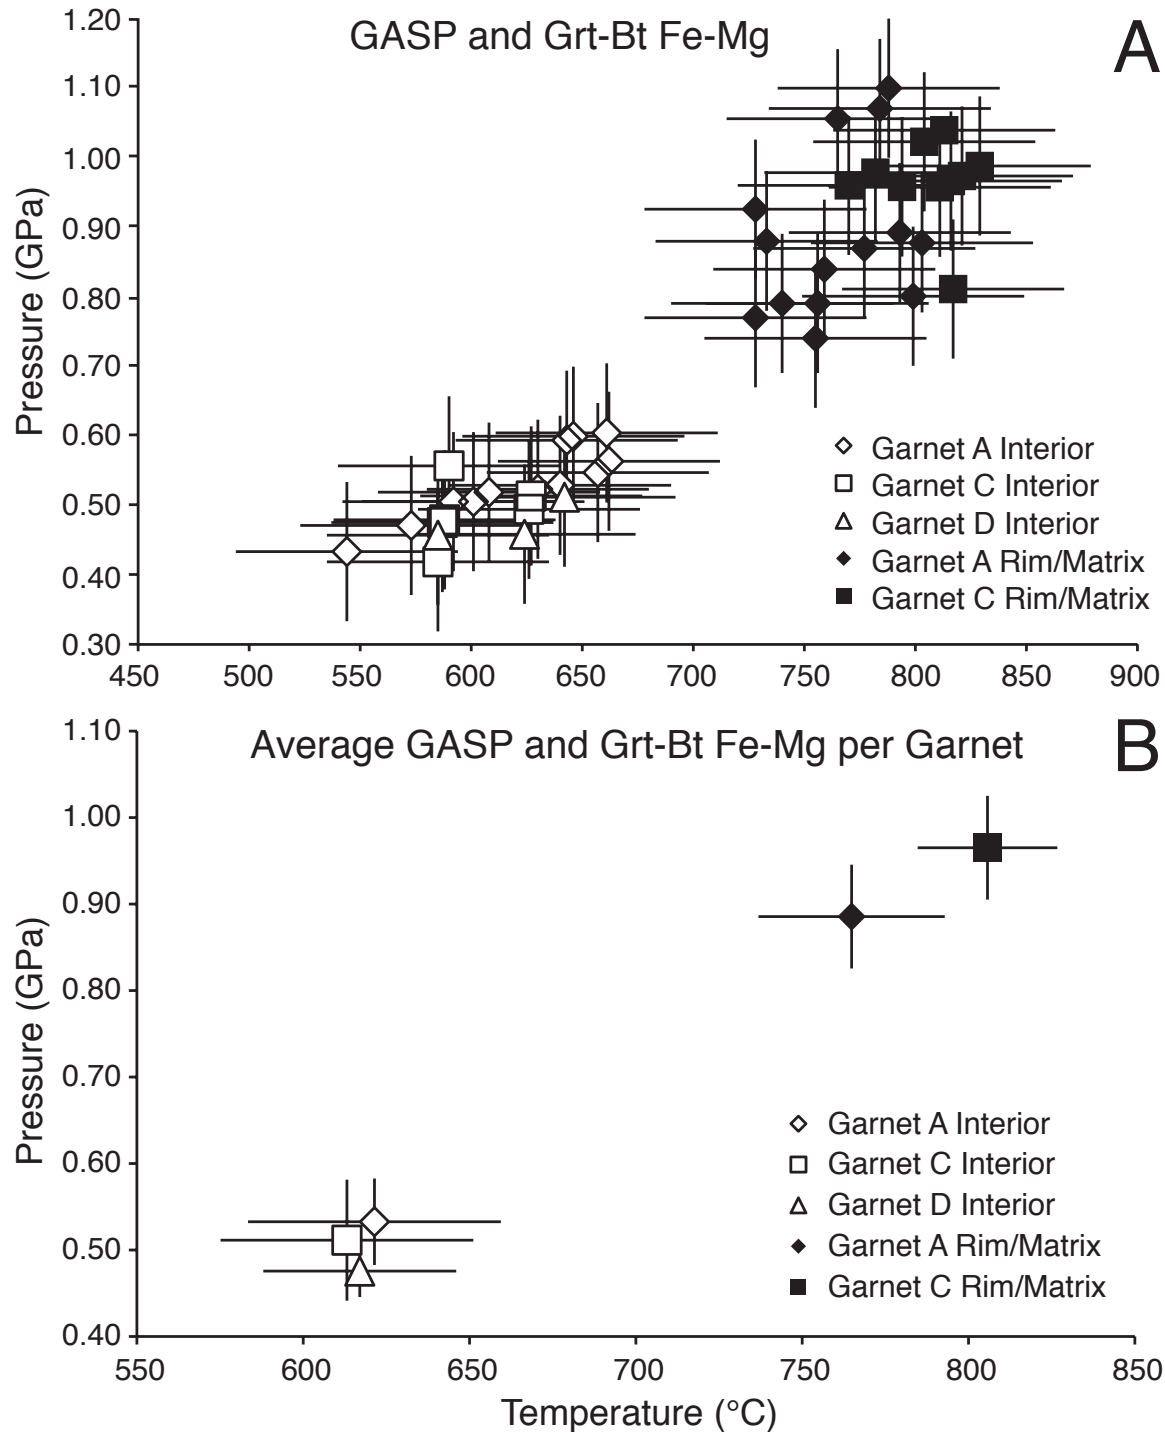 GASP and Grt-Bt Fe-Mg
A
Pressure (GPa)
1.20
1.10
1.00
0.90
0.80
0.70
0.60
0.50
0.40
0.30
450 500 550 600 650 700 750 800 850 900
Garnet A Interior
Garnet C Interior
Garnet D Interior
Garnet A Rim/Matrix
Garnet C Rim/Matrix
Average GASP and Grt-Bt Fe-Mg per Garnet
B
Pressure (GPa)
1.10
1.00
0.90
0.80
0.70
0.60
0.50
0.40
550 600 650 700 750 800 850
Garnet A Interior
Garnet C Interior
Garnet D Interior
Garnet A Rim/Matrix
Garnet C Rim/Matrix
Temperature (°C)